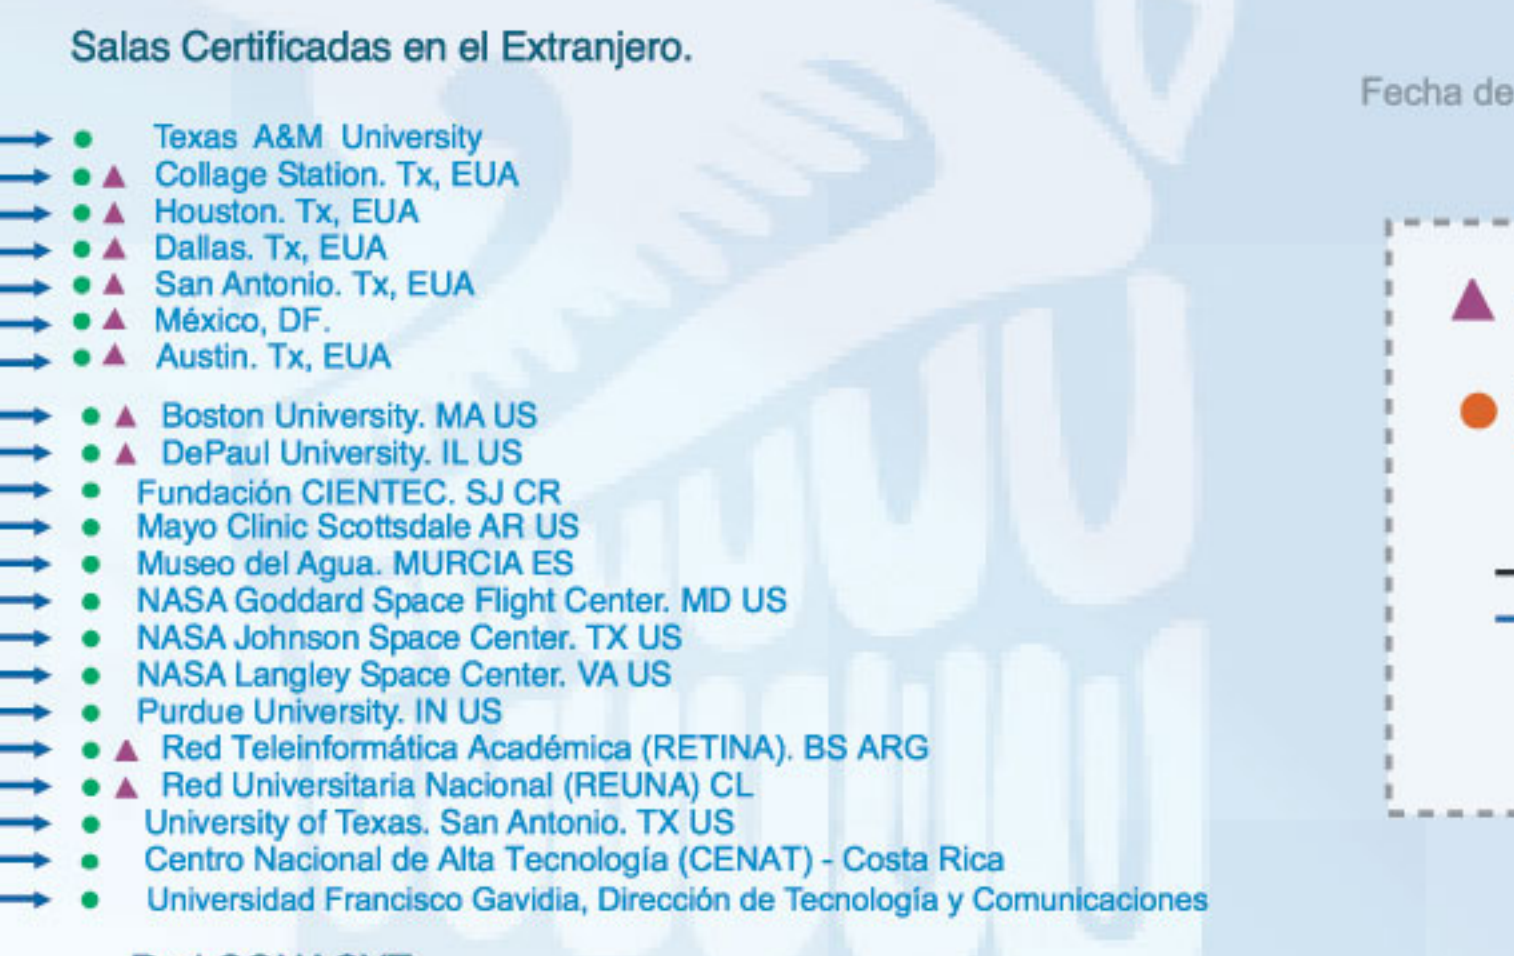 Salas Certificadas en el Extranjero.
Fecha de
Texas A&M University
Collage Station. Tx, EUA
Houston. Tx, EUA
Dallas. Tx, EUA
San Antonio. Tx, EUA
México, DF.
Austin. Tx, EUA
Boston University. MA US
DePaul University. IL US
Fundación CIENTEC. SJ CR
Mayo Clinic Scottsdale AR US
Museo del Agua. MURCIA ES
NASA Goddard Space Flight Center. MD US
NASA Johnson Space Center. TX US
NASA Langley Space Center. VA US
Purdue University. IN US
Red Teleinformática Académica (RETINA). BS ARG
Red Universitaria Nacional (REUNA) CL
University of Texas. San Antonio. TX US
Centro Nacional de Alta Tecnología (CENAT) - Costa Rica
Universidad Francisco Gavidia, Dirección de Tecnología y Comunicaciones